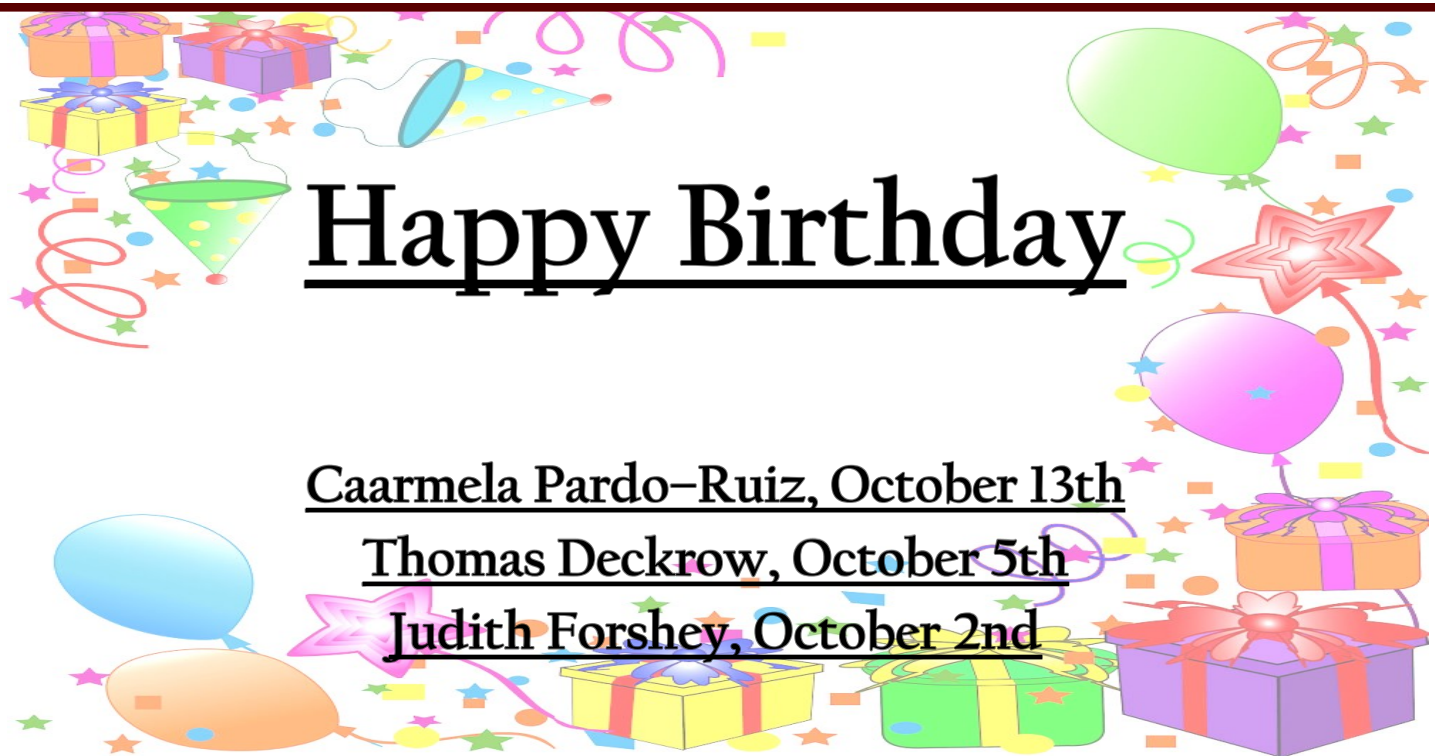 Happy Birthday
Caarmela Pardo–Ruiz, October 13th
Thomas Deckrow, October 5th
Judith Forshey, October 2nd